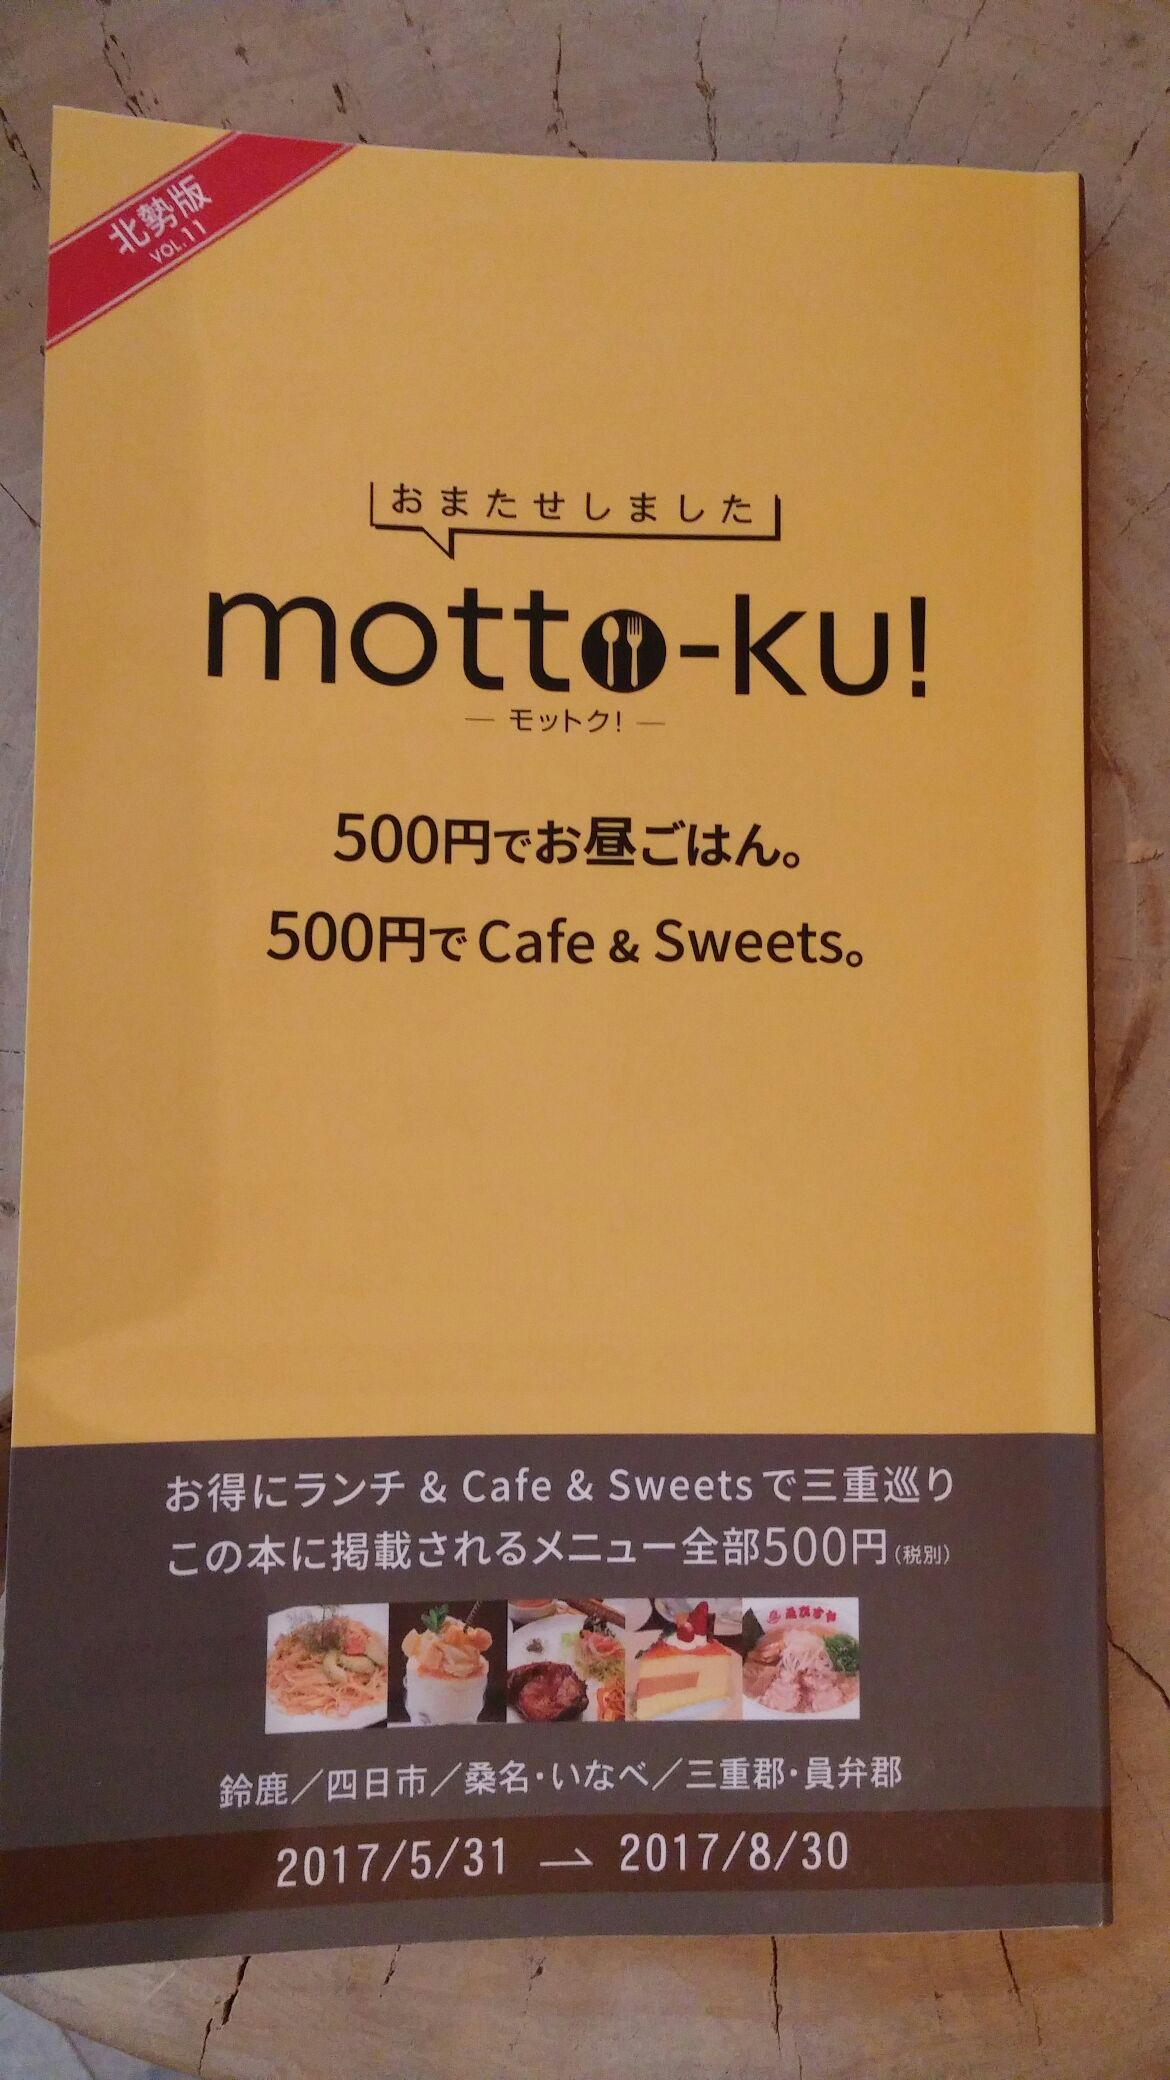 北勢版
VOL.11
おまたせしました
motto-ku!
モットク!
500円でお昼ごはん。
500円でCafe & Sweets。
お得にランチ & Cafe & Sweetsで三重巡り
この本に掲載されるメニュー全部500円(税別)
鈴鹿/四日市/桑名・いなべ/三重郡・員弁郡
2017/5/31 → 2017/8/30